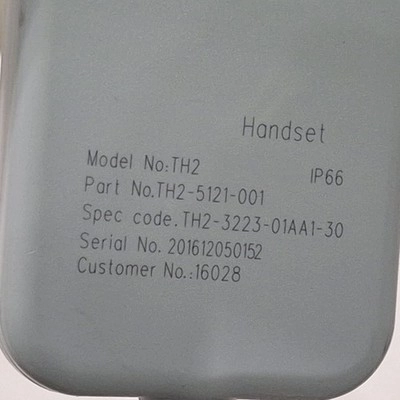 Handset
Model No:TH2
IP66
Part No.TH2-5121-001
Spec code.TH2-3223-01AA1-30
Serial No. 201612050152
Customer No.:16028